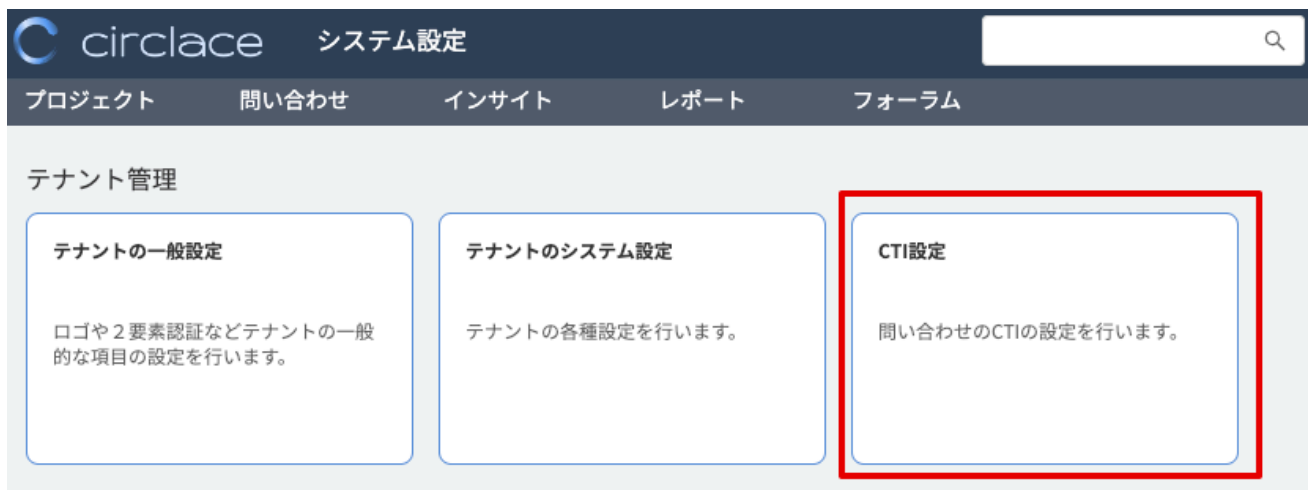 circlace システム設定
プロジェクト 問い合わせ インサイト レポート フォーラム
テナント管理
テナントの一般設定
ロゴや２要素認証などテナントの一般
的な項目の設定を行います。
テナントのシステム設定
テナントの各種設定を行います。
CTI設定
問い合わせのCTIの設定を行います。